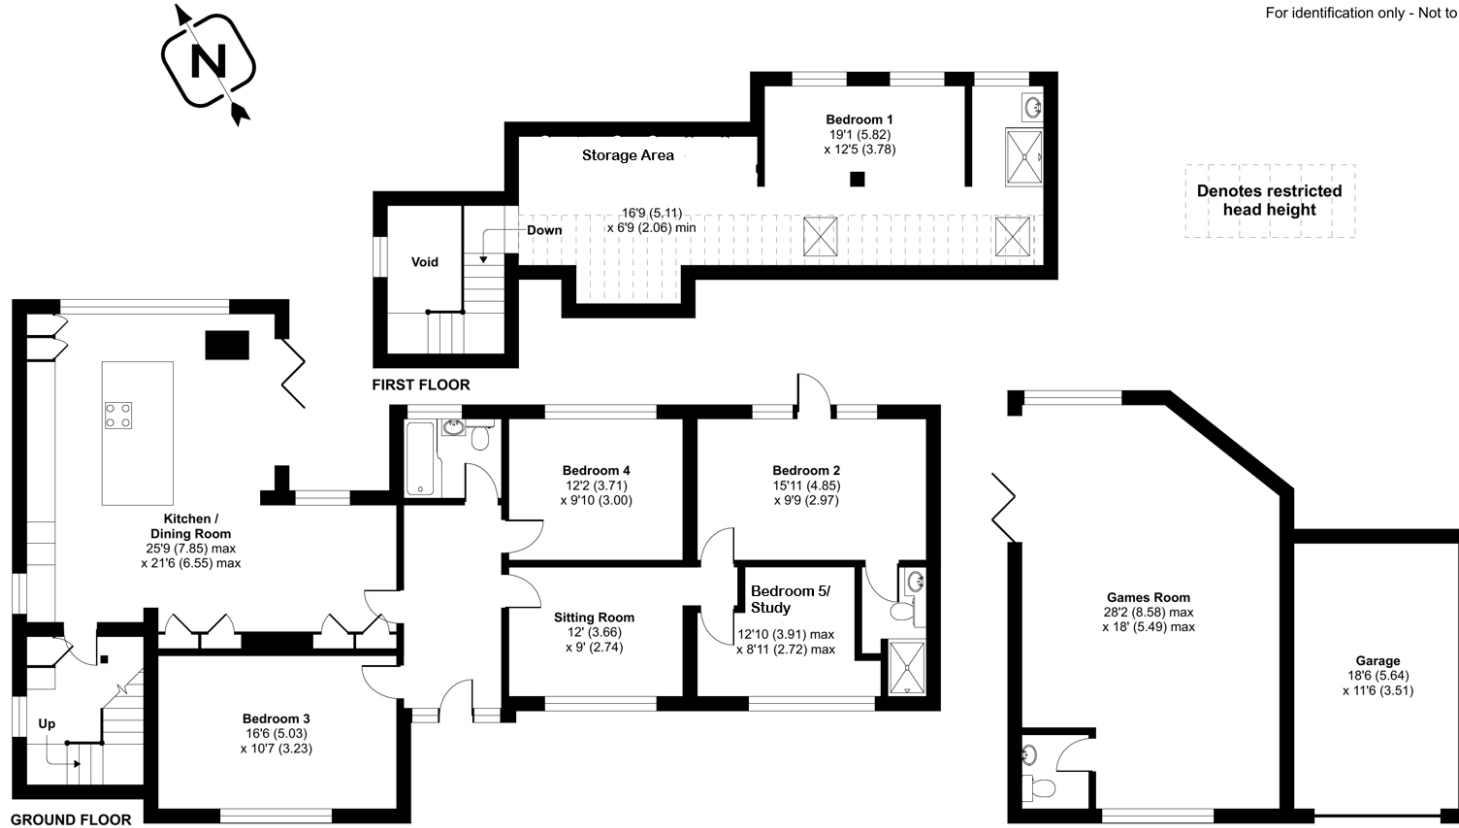 For identification only - Not to
N
Bedroom 1
19'1 (5.82)
x 12'5 (3.78)
Storage Area
16'9 (5.11)
x 6'9 (2.06) min
Down
Void
Denotes restricted
head height
FIRST FLOOR
Kitchen /
Dining Room
25'9 (7.85) max
x 21'6 (6.55) max
Bedroom 4
12'2 (3.71)
x 9'10 (3.00)
Bedroom 2
15'11 (4.85)
x 9'9 (2.97)
Sitting Room
12' (3.66)
x 9' (2.74)
Bedroom 5/
Study
12'10 (3.91) max
x 8'11 (2.72) max
Games Room
28'2 (8.58) max
x 18' (5.49) max
Garage
18'6 (5.64)
x 11'6 (3.51)
Up
Bedroom 3
16'6 (5.03)
x 10'7 (3.23)
GROUND FLOOR